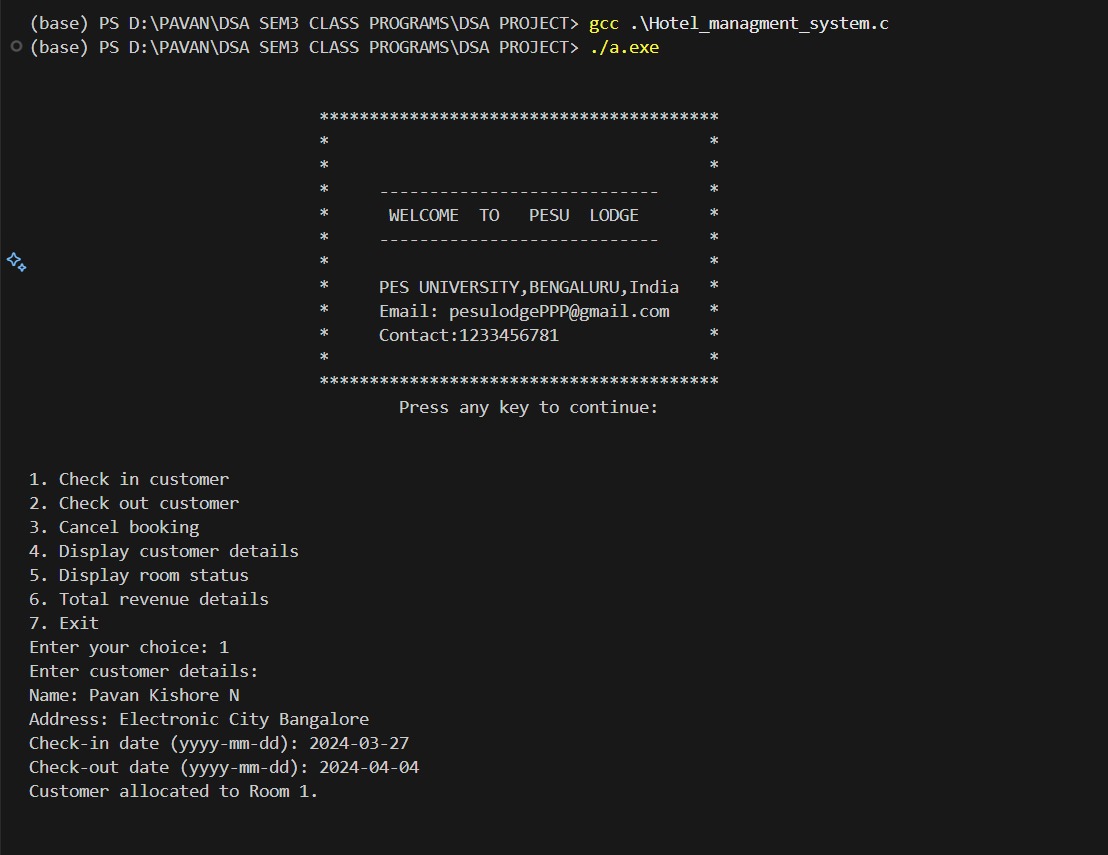 (base) PS D:\PAVAN\DSA SEM3 CLASS PROGRAMS\DSA PROJECT> gcc .\Hotel_managment_system.c
(base) PS D:\PAVAN\DSA SEM3 CLASS PROGRAMS\DSA PROJECT> ./a.exe
****************************************
*                                      *
*                                      *
*     ----------------------------     *
*      WELCOME  TO   PESU  LODGE       *
*     ----------------------------     *
*                                      *
*     PES UNIVERSITY,BENGALURU,India   *
*     Email: pesulodgePPP@gmail.com    *
*     Contact:1233456781               *
*                                      *
****************************************
Press any key to continue:
1. Check in customer
2. Check out customer
3. Cancel booking
4. Display customer details
5. Display room status
6. Total revenue details
7. Exit
Enter your choice: 1
Enter customer details:
Name: Pavan Kishore N
Address: Electronic City Bangalore
Check-in date (yyyy-mm-dd): 2024-03-27
Check-out date (yyyy-mm-dd): 2024-04-04
Customer allocated to Room 1.